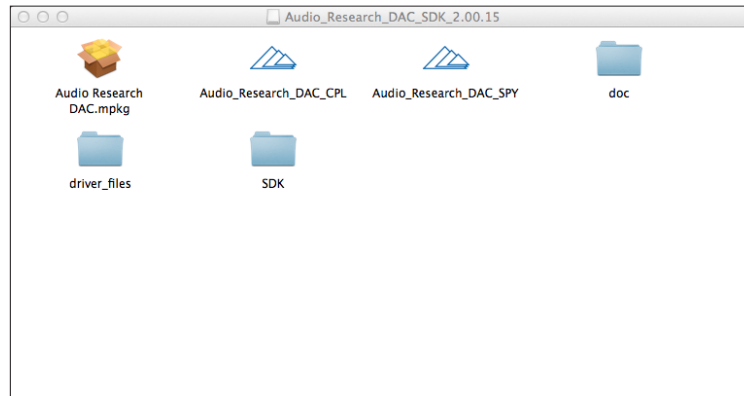 Audio_Research_DAC_SDK_2.00.15
Audio Research
DAC.mpkg
Audio_Research_DAC_CPL
Audio_Research_DAC_SPY
doc
driver_files
SDK